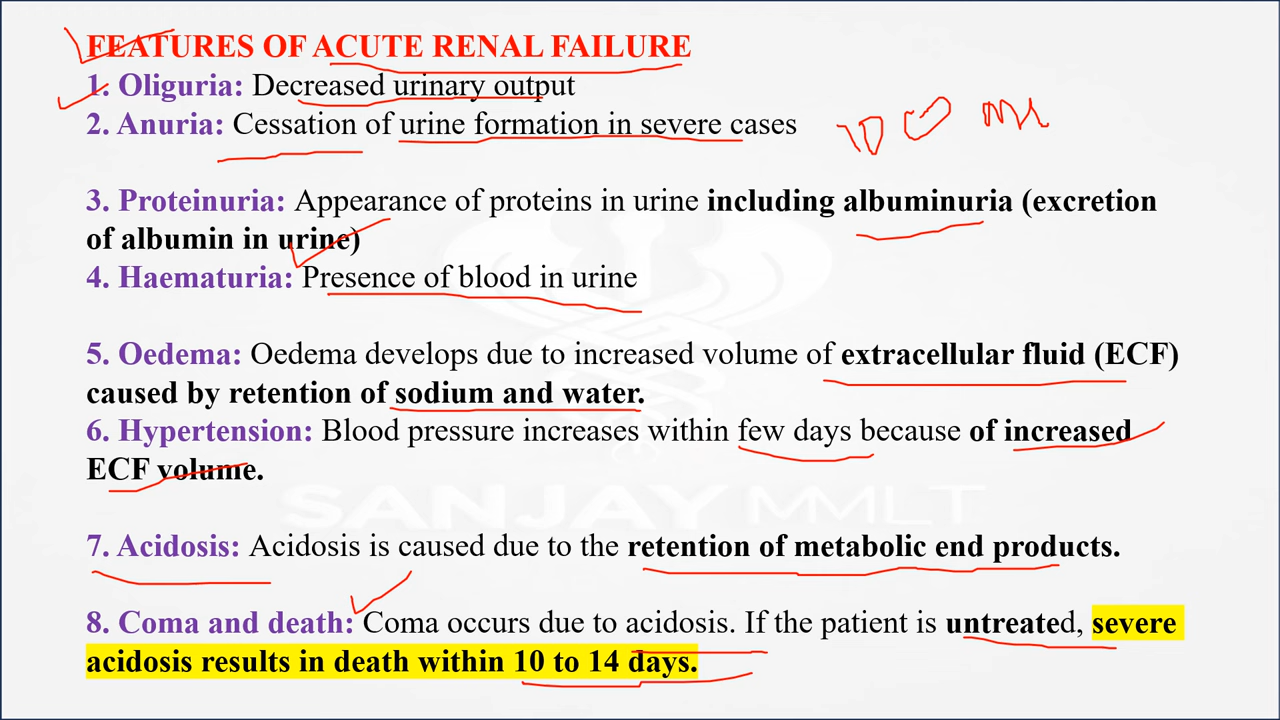 FEATURES OF ACUTE RENAL FAILURE
1. Oliguria: Decreased urinary output
2. Anuria: Cessation of urine formation in severe cases
3. Proteinuria: Appearance of proteins in urine including albuminuria (excretion
of albumin in urine)
4. Haematuria: Presence of blood in urine
5. Oedema: Oedema develops due to increased volume of extracellular fluid (ECF)
caused by retention of sodium and water.
6. Hypertension: Blood pressure increases within few days because of increased
ECF volume.
SANJAY MMLT
7. Acidosis: Acidosis is caused due to the retention of metabolic end products.
8. Coma and death: Coma occurs due to acidosis. If the patient is untreated, severe
acidosis results in death within 10 to 14 days.